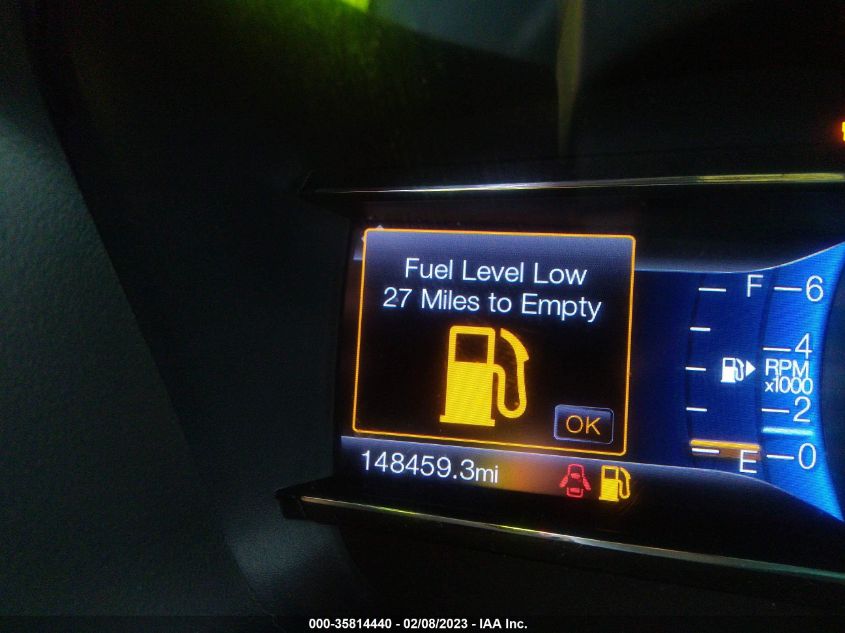 Fuel Level Low
27 Miles to Empty
OK
148459.3mi
F
E
6
4
RPM
x1000
2
0
000-35814440 - 02/08/2023 - IAA Inc.